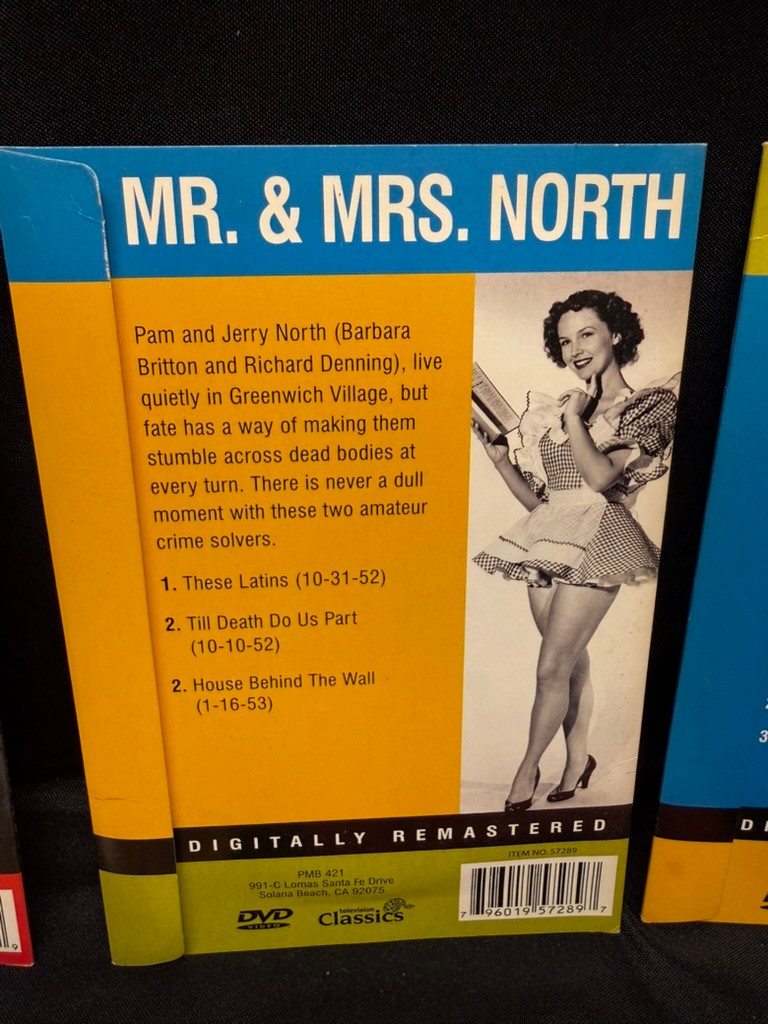 MR. & MRS. NORTH
Pam and Jerry North (Barbara
Britton and Richard Denning), live
quietly in Greenwich Village, but
fate has a way of making them
stumble across dead bodies at
every turn. There is never a dull
moment with these two amateur
crime solvers.
1. These Latins (10-31-52)
2. Till Death Do Us Part
(10-10-52)
2. House Behind The Wall
(1-16-53)
DIGITALLY REMASTERED
ITEM NO. 57289
PMB 421
991-C Lomas Santa Fe Drive
Solana Beach, CA 92075
DVD
VIDEO
television
Classics
7 96019 57289 7
9
3
D